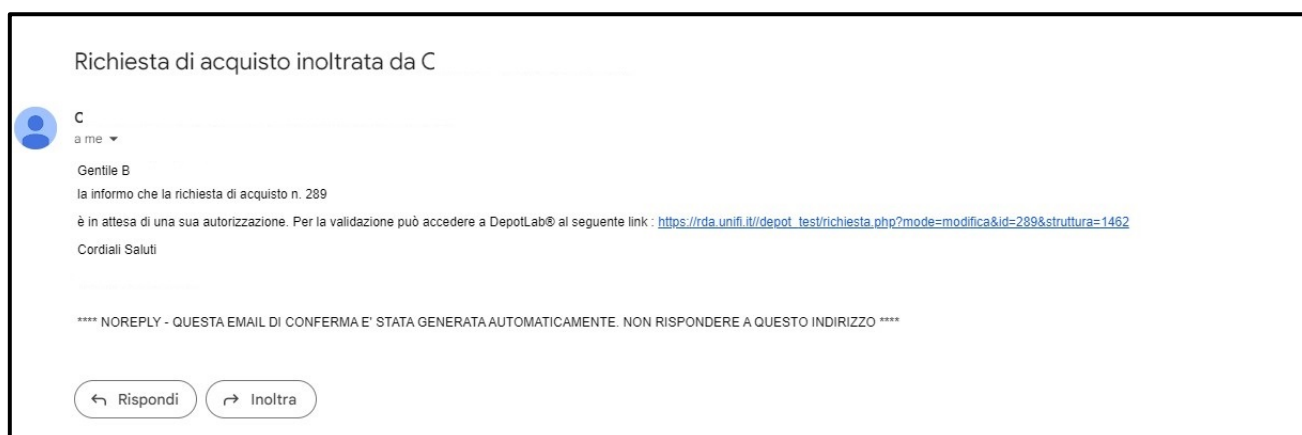 Richiesta di acquisto inoltrata da C
C
a me
Gentile B
la informo che la richiesta di acquisto n. 289
è in attesa di una sua autorizzazione. Per la validazione può accedere a DepotLab® al seguente link : https://rda.unifi.it//depot_test/richiesta.php?mode=modifica&id=289&struttura=1462
Cordiali Saluti
**** NOREPLY - QUESTA EMAIL DI CONFERMA E' STATA GENERATA AUTOMATICAMENTE. NON RISPONDERE A QUESTO INDIRIZZO ****
Rispondi Inoltra